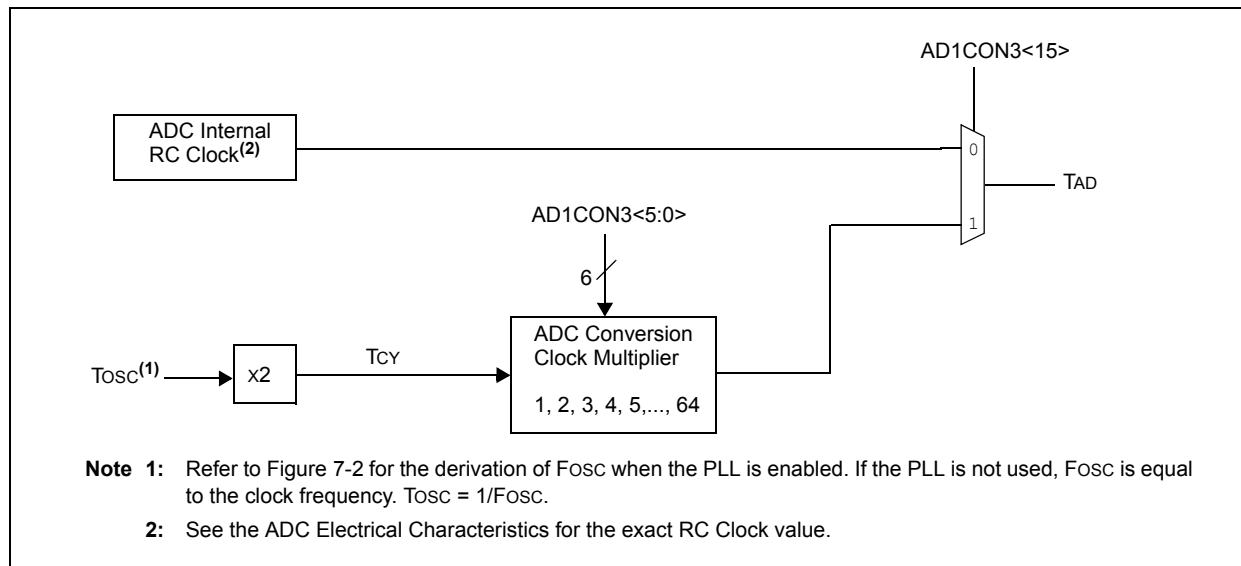 AD1CON3<15>
ADC Internal
RC Clock(2)
0
TAD
AD1CON3<5:0>
1
6
ADC Conversion
Clock Multiplier
TOSC(1)
X2
TCY
1, 2, 3, 4, 5,..., 64
Note 1: Refer to Figure 7-2 for the derivation of FOSC when the PLL is enabled. If the PLL is not used, FOSC is equal
to the clock frequency. TOSC = 1/FOSC.
2: See the ADC Electrical Characteristics for the exact RC Clock value.